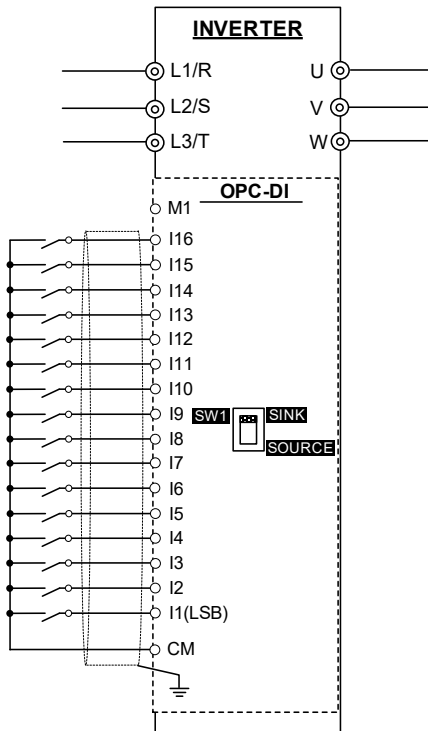 INVERTER
L1/R U
L2/S V
L3/T W
OPC-DI
M1
I16
I15
I14
I13
I12
I11
I10
I9
SW1 SINK
I8
SOURCE
I7
I6
I5
I4
I3
I2
I1(LSB)
CM